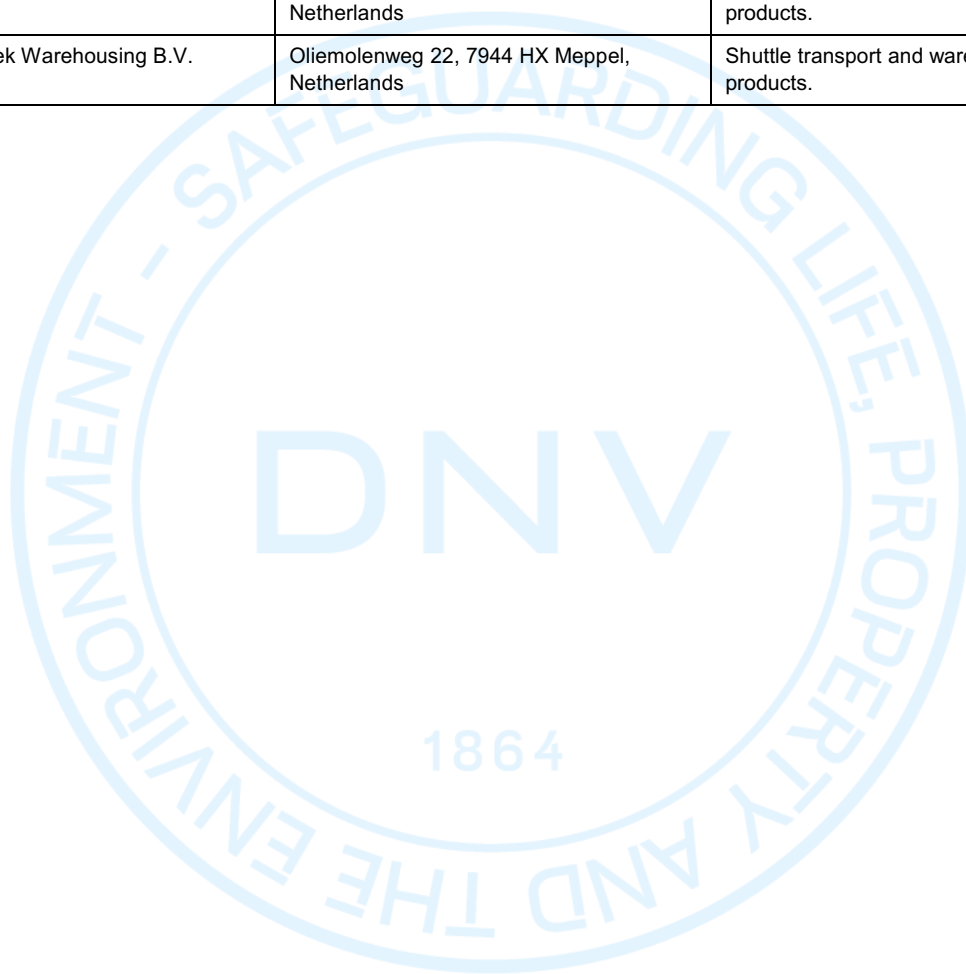 Netherlands
products.
ek Warehousing B.V.
Oliemolenweg 22, 7944 HX Meppel,
Netherlands
Shuttle transport and
products.
SAFEGUARDING LIFE, PROPERTY AND THE ENVIRONMENT -
DNV
1864